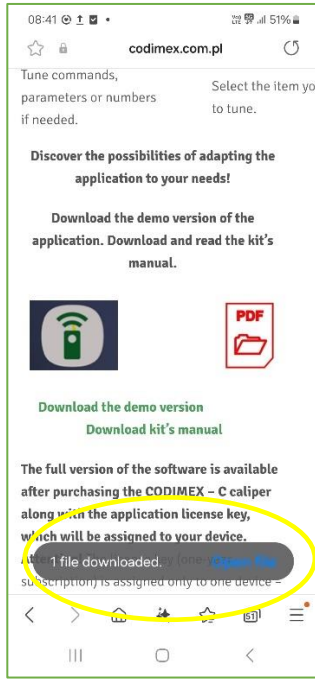 08:41
51%
codimex.com.pl
Tune commands,
parameters or numbers
if needed.
Select the item yo
to tune.
Discover the possibilities of adapting the
application to your needs!
Download the demo version of the
application. Download and read the kit's
manual.
PDF
Download the demo version
Download kit's manual
The full version of the software is available
after purchasing the CODIMEX – C caliper
along with the application license key,
which will be assigned to your device.
1 file downloaded.
subscription) is assigned only to one device –
51